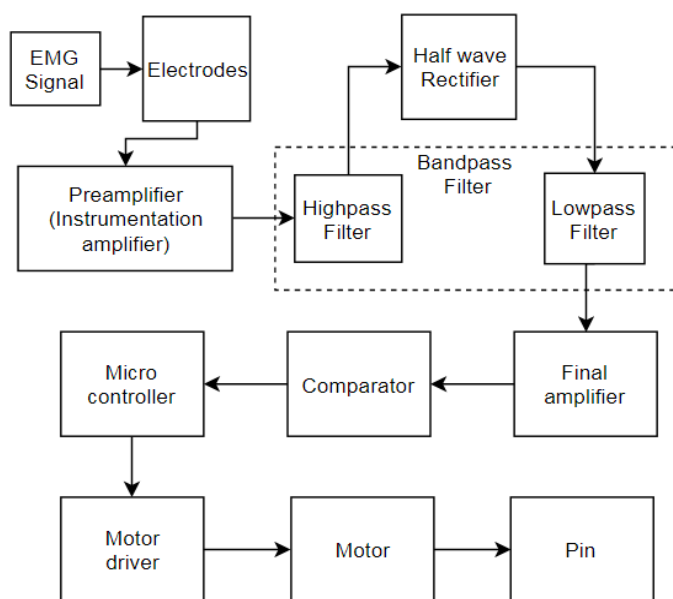 EMG
Signal
Electrodes
Half wave
Rectifier
Preamplifier
(Instrumentation
amplifier)
Bandpass
Filter
Highpass
Filter
Lowpass
Filter
Micro
controller
Comparator
Final
amplifier
Motor
driver
Motor
Pin